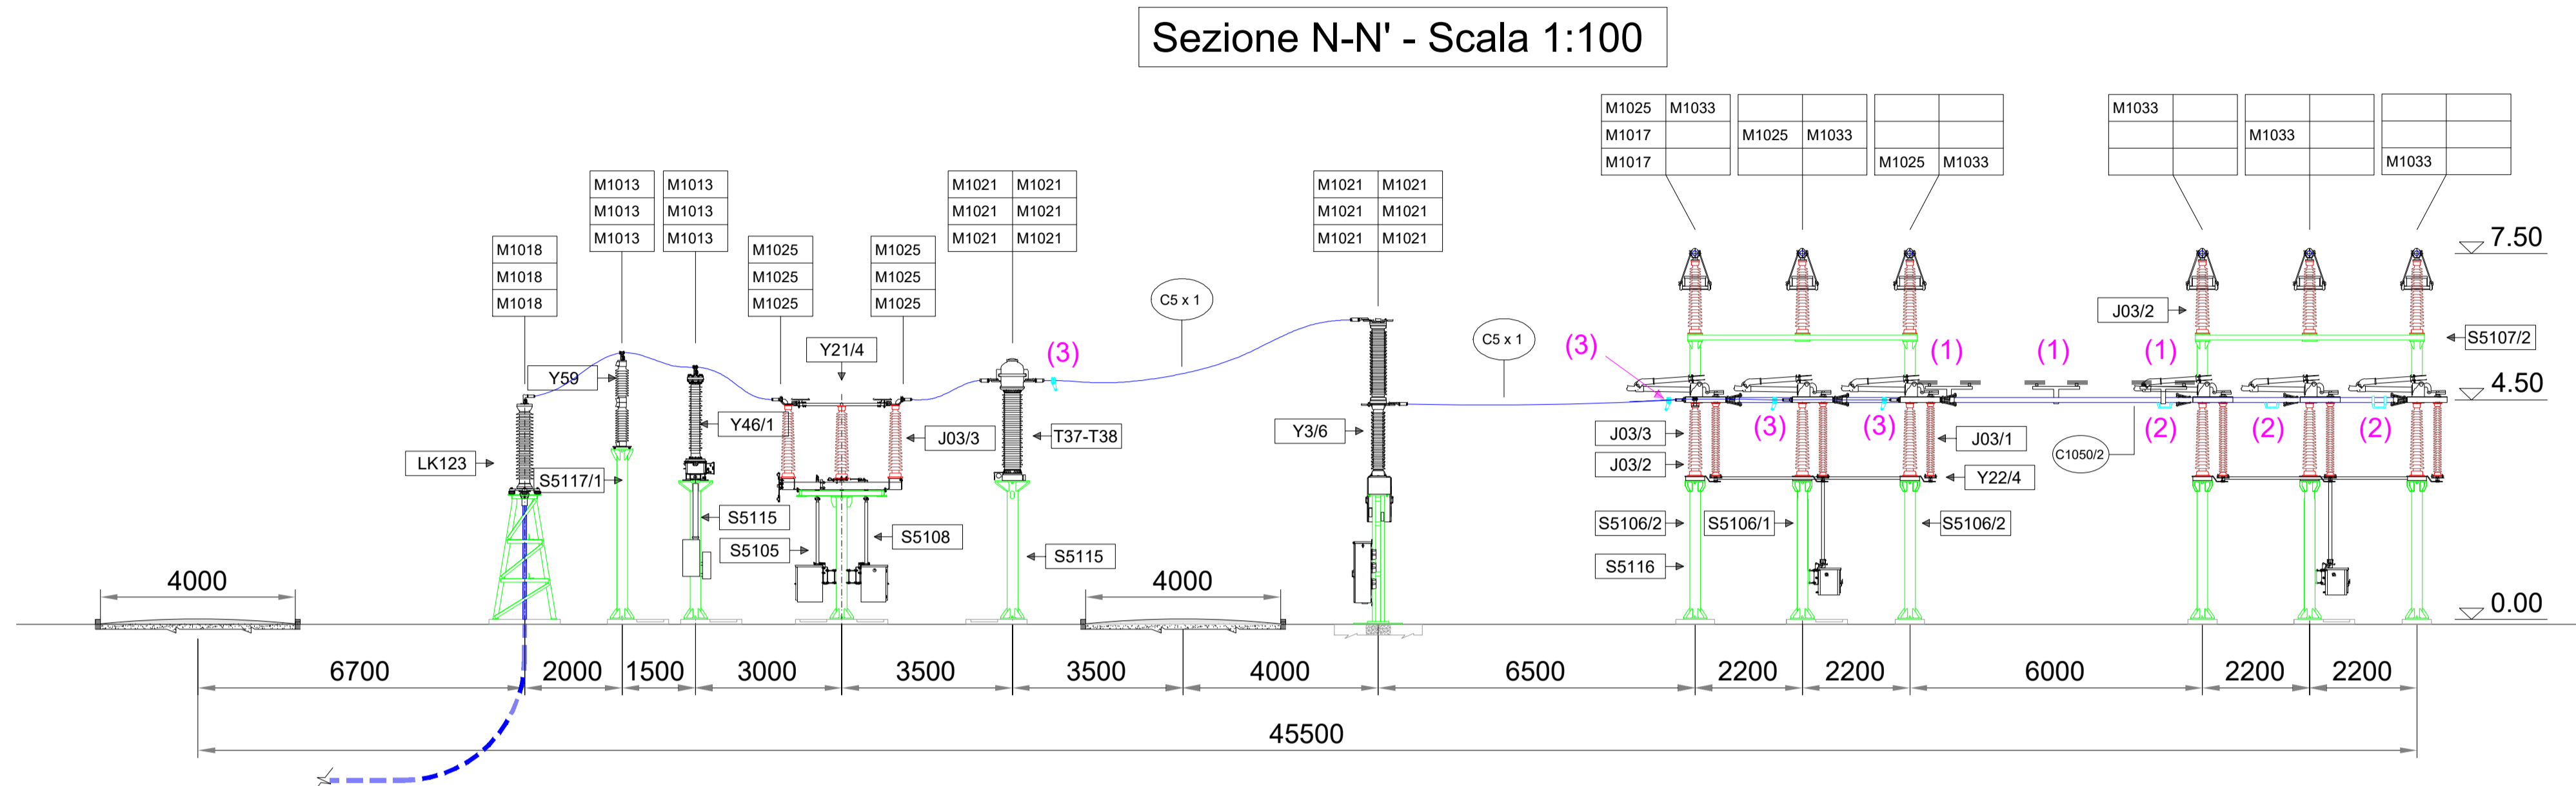 Sezione N-N' - Scala 1:100
M1025 M1033
M1017
M1017
M1025 M1033
M1025 M1033
M1033
M1033
M1033
M1018
M1018
M1018
M1013
M1013
M1013
M1013
M1013
M1013
M1025
M1025
M1025
M1025
M1025
M1025
M1021 M1021
M1021 M1021
M1021 M1021
M1021 M1021
M1021 M1021
M1021 M1021
7.50
4.50
0.00
Y59
Y21/4
(3)
C5 x 1
C5 x 1
(3)
J03/2
S5107/2
(1)
(1)
(1)
LK123
S5117/1
Y46/1
J03/3
T37-T38
Y3/6
J03/3
J03/2
(3)
(3)
J03/1
C1050/2
(2)
(2)
(2)
Y22/4
S5115
S5105
S5108
S5115
S5106/2
S5106/1
S5106/2
S5116
4000
4000
6700
2000
1500
3000
3500
3500
4000
6500
2200
2200
6000
2200
2200
45500